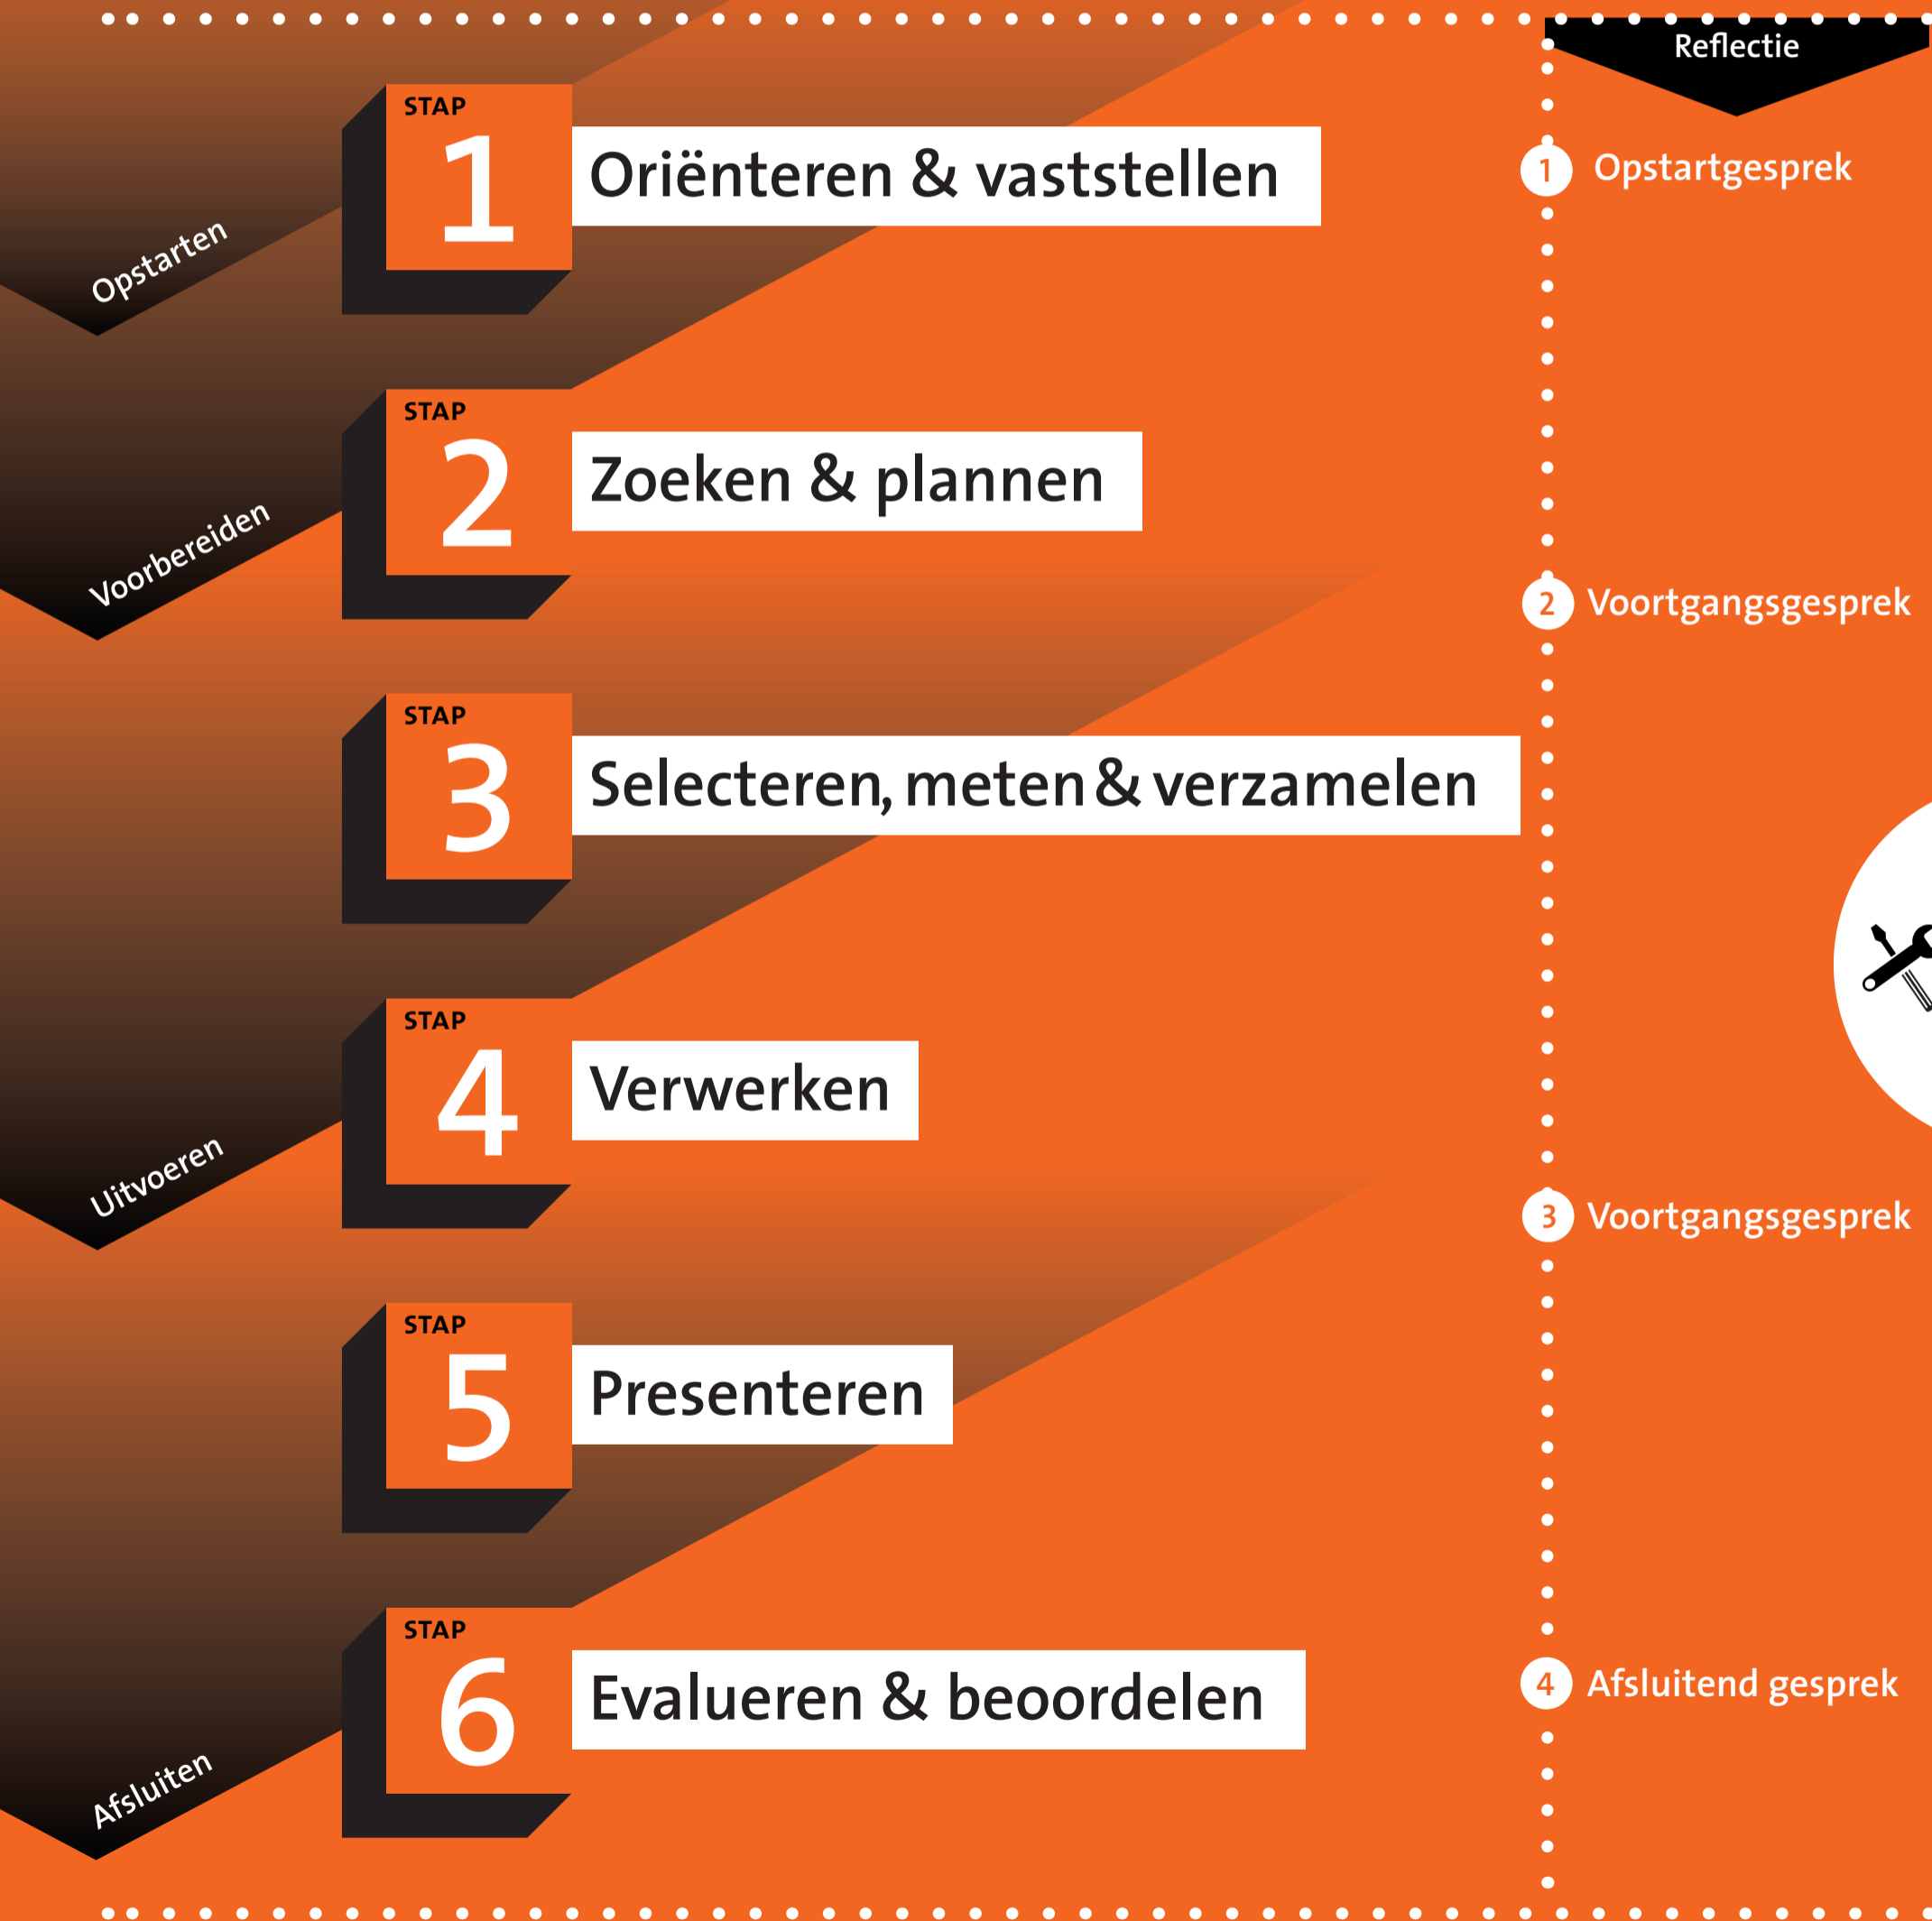 Reflectie
STAP
1
Oriënteren & vaststellen
1 Opstartgesprek
Opstarten
STAP
2
Zoeken & plannen
Voorbereiden
2 Voortgangsgesprek
STAP
3
Selecteren, meten & verzamelen
STAP
4
Verwerken
Uitvoeren
3 Voortgangsgesprek
STAP
5
Presenteren
STAP
6
Evalueren & beoordelen
4 Afsluitend gesprek
Afsluiten